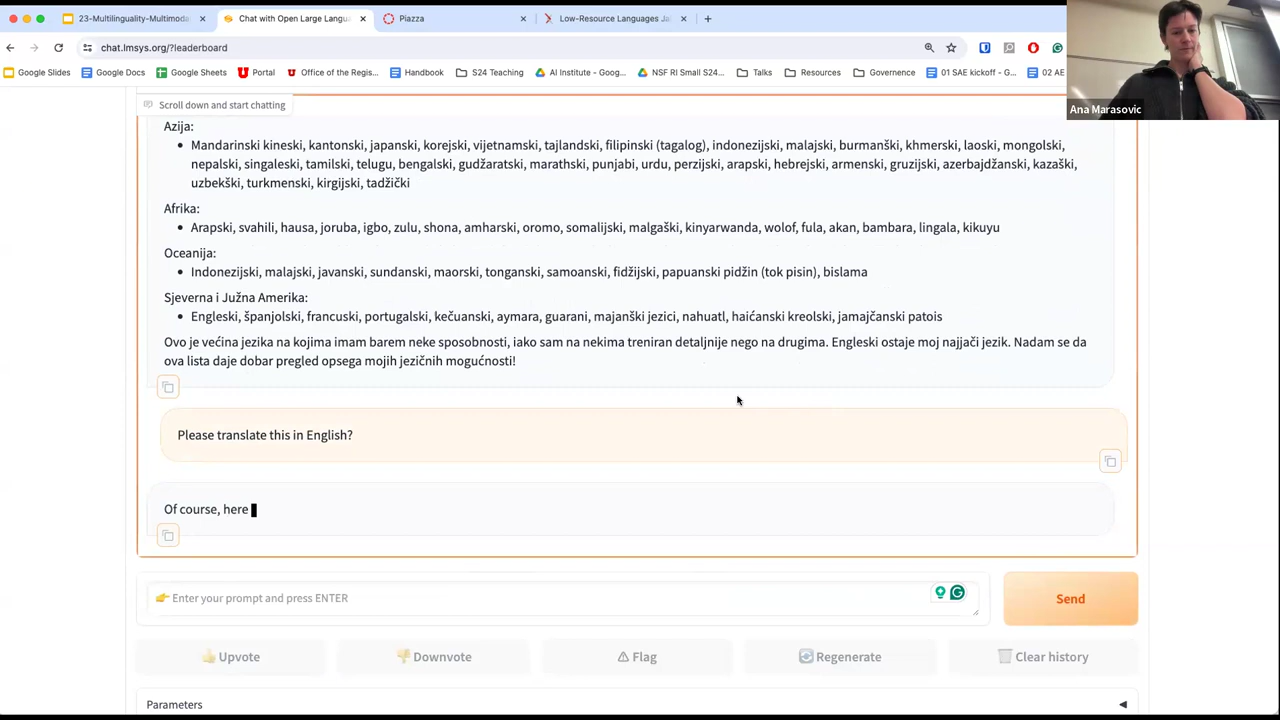 23-Multilinguality-Multimoda
Chat with Open Large Langu
Piazza
Low-Resource Languages Ja
chat.lmsys.org/?leaderboard
Google Slides
Google Docs
Google Sheets
Portal
Office of the Regis...
Handbook
S24 Teaching
AI Institute - Goog...
NSF RI Small S24...
Talks
Resources
Governence
01 SAE kickoff - G...
02 AE
Ana Marasovic
Scroll down and start chatting
Azija:
• Mandarinski kineski, kantonski, japanski, korejski, vijetnamski, tajlandski, filipinski (tagalog), indonezijski, malajski, burmanški, khmerski, laoski, mongolski,
nepalski, singaleski, tamilski, telugu, bengalski, gudžaratski, marathski, punjabi, urdu, perzijski, arapski, hebrejski, armenski, gruzijski, azerbajdžanski, kazaški,
uzbekški, turkmenski, kirgijski, tadžički
Afrika:
• Arapski, svahili, hausa, joruba, igbo, zulu, shona, amharski, oromo, somalijski, malgaški, kinyarwanda, wolof, fula, akan, bambara, lingala, kikuyu
Oceanija:
• Indonezijski, malajski, javanski, sundanski, maorski, tonganski, samoanski, fidžijski, papuanski pidžin (tok pisin), bislama
Sjeverna i Južna Amerika:
• Engleski, španjolski, francuski, portugalski, kečuanski, aymara, guarani, majanški jezici, nahuatl, haićanski kreolski, jamajčanski patois
Ovo je većina jezika na kojima imam barem neke sposobnosti, iako sam na nekima treniran detaljnije nego na drugima. Engleski ostaje moj najjači jezik. Nadam se da
ova lista daje dobar pregled opsega mojih jezičnih mogućnosti!
Please translate this in English?
Of course, here
👉 Enter your prompt and press ENTER
Send
👍 Upvote
👎 Downvote
⚠ Flag
🔄 Regenerate
🗑 Clear history
Parameters